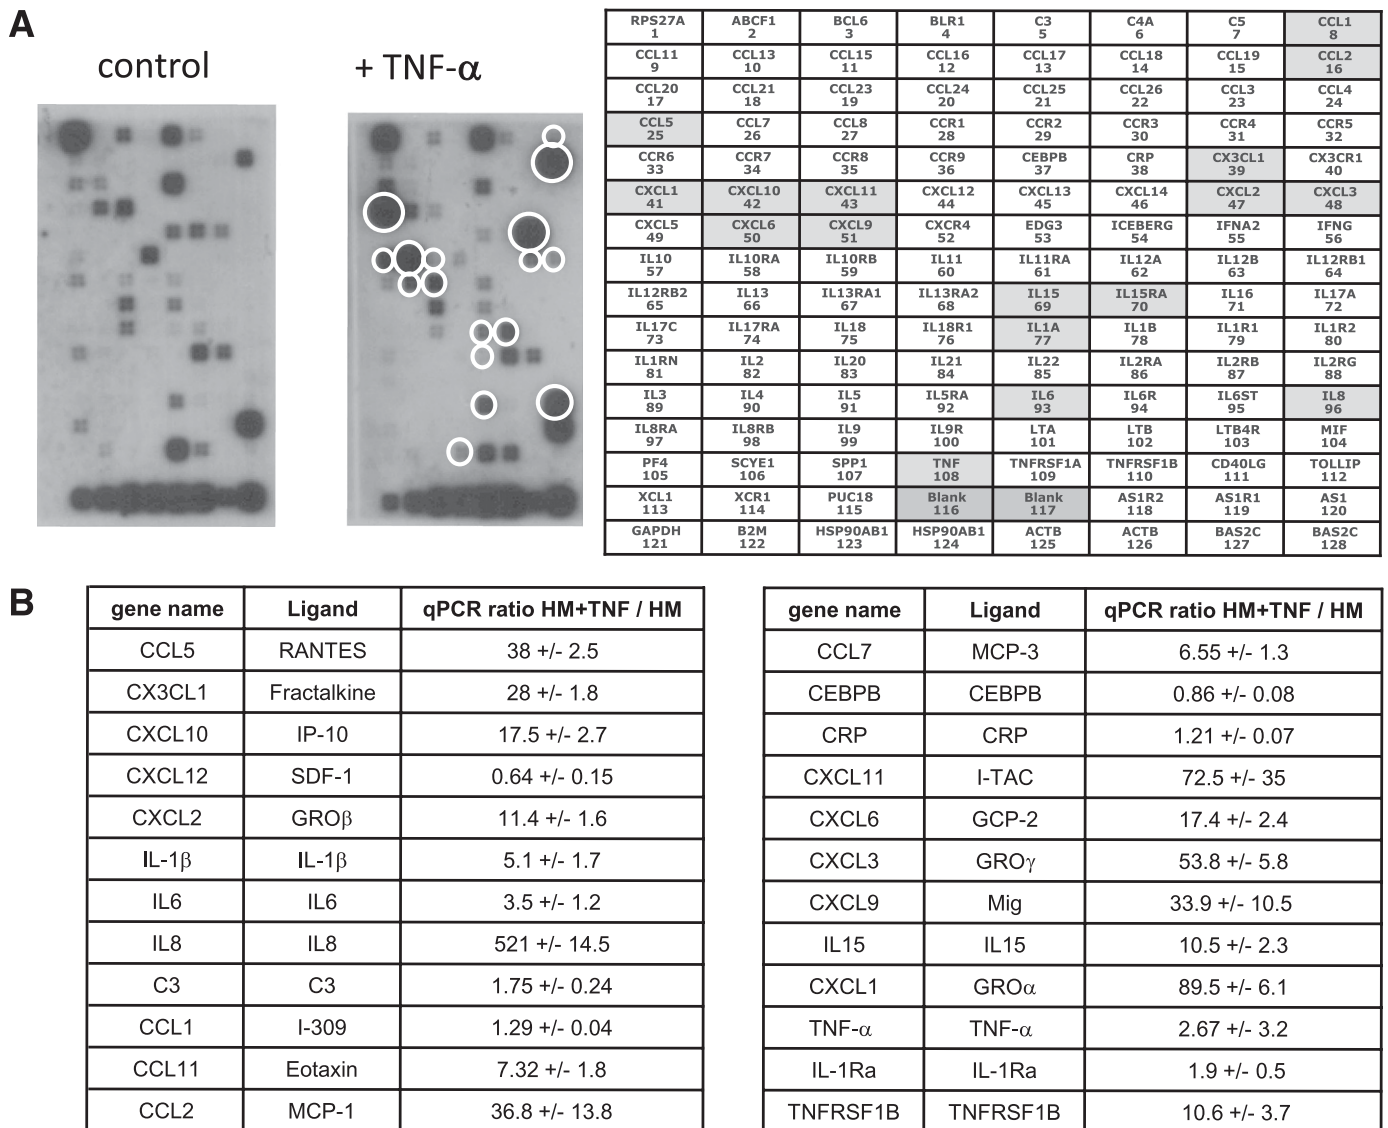 A
control
+ TNF-α
RPS27A ABCF1 BCL6 BLR1 C3 C4A C5 CCL1
1 2 3 4 5 6 7 8
CCL11 CCL13 CCL15 CCL16 CCL17 CCL18 CCL19 CCL2
9 10 11 12 13 14 15 16
CCL20 CCL21 CCL23 CCL24 CCL25 CCL26 CCL3 CCL4
17 18 19 20 21 22 23 24
CCL5 CCL7 CCL8 CCR1 CCR2 CCR3 CCR4 CCR5
25 26 27 28 29 30 31 32
CCR6 CCR7 CCR8 CCR9 CEBPB CRP CX3CL1 CX3CR1
33 34 35 36 37 38 39 40
CXCL1 CXCL10 CXCL11 CXCL12 CXCL13 CXCL14 CXCL2 CXCL3
41 42 43 44 45 46 47 48
CXCL5 CXCL6 CXCL9 CXCR4 EDG3 ICEBERG IFNA2 IFNG
49 50 51 52 53 54 55 56
IL10 IL10RA IL10RB IL11 IL11RA IL12A IL12B IL12RB1
57 58 59 60 61 62 63 64
IL12RB2 IL13 IL13RA1 IL13RA2 IL15 IL15RA IL16 IL17A
65 66 67 68 69 70 71 72
IL17C IL17RA IL18 IL18R1 IL1A IL1B IL1R1 IL1R2
73 74 75 76 77 78 79 80
IL1RN IL2 IL20 IL21 IL22 IL2RA IL2RB IL2RG
81 82 83 84 85 86 87 88
IL3 IL4 IL5 IL5RA IL6 IL6R IL6ST IL8
89 90 91 92 93 94 95 96
IL8RA IL8RB IL9 IL9R LTA LTB LTB4R MIF
97 98 99 100 101 102 103 104
PF4 SCYE1 SPP1 TNF TNFRSF1A TNFRSF1B CD40LG TOLLIP
105 106 107 108 109 110 111 112
XCL1 XCR1 PUC18 Blank Blank AS1R2 AS1R1 AS1
113 114 115 116 117 118 119 120
GAPDH B2M HSP90AB1 HSP90AB1 ACTB ACTB BAS2C BAS2C
121 122 123 124 125 126 127 128
B
gene name Ligand qPCR ratio HM+TNF / HM
CCL5 RANTES 38 +/- 2.5
CX3CL1 Fractalkine 28 +/- 1.8
CXCL10 IP-10 17.5 +/- 2.7
CXCL12 SDF-1 0.64 +/- 0.15
CXCL2 GROβ 11.4 +/- 1.6
IL-1β IL-1β 5.1 +/- 1.7
IL6 IL6 3.5 +/- 1.2
IL8 IL8 521 +/- 14.5
C3 C3 1.75 +/- 0.24
CCL1 I-309 1.29 +/- 0.04
CCL11 Eotaxin 7.32 +/- 1.8
CCL2 MCP-1 36.8 +/- 13.8
gene name Ligand qPCR ratio HM+TNF / HM
CCL7 MCP-3 6.55 +/- 1.3
CEBPB CEBPB 0.86 +/- 0.08
CRP CRP 1.21 +/- 0.07
CXCL11 I-TAC 72.5 +/- 35
CXCL6 GCP-2 17.4 +/- 2.4
CXCL3 GROγ 53.8 +/- 5.8
CXCL9 Mig 33.9 +/- 10.5
IL15 IL15 10.5 +/- 2.3
CXCL1 GROα 89.5 +/- 6.1
TNF-α TNF-α 2.67 +/- 3.2
IL-1Ra IL-1Ra 1.9 +/- 0.5
TNFRSF1B TNFRSF1B 10.6 +/- 3.7